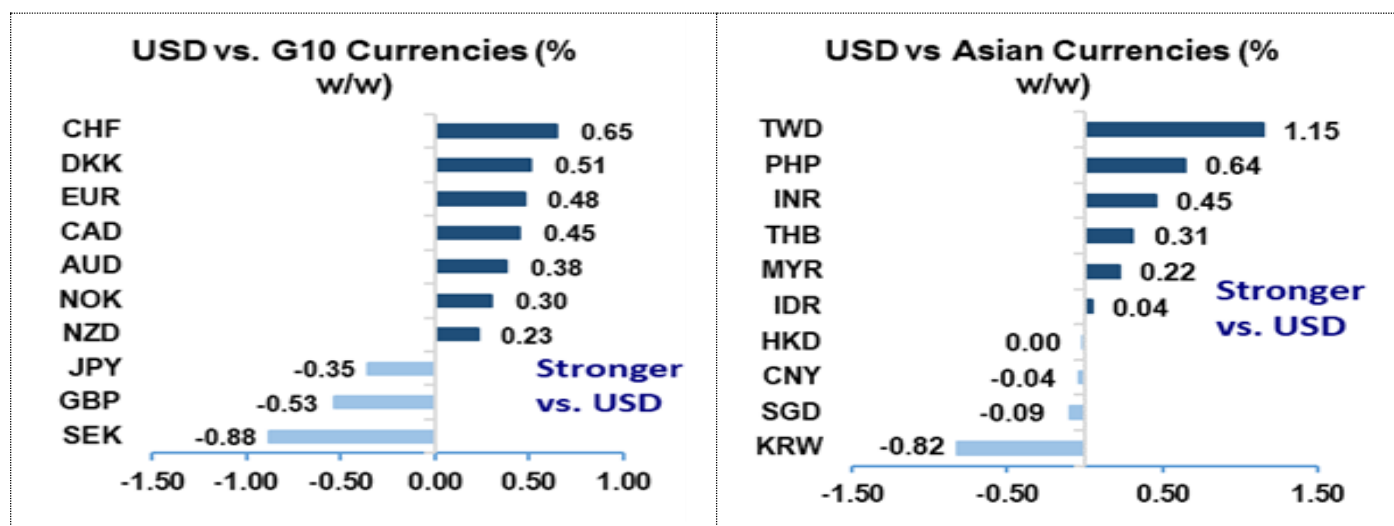 USD vs. G10 Currencies (%
w/w)
CHF 0.65
DKK 0.51
EUR 0.48
CAD 0.45
AUD 0.38
NOK 0.30
NZD 0.23
JPY -0.35
GBP -0.53
SEK -0.88
Stronger
vs. USD
-1.50 -1.00 -0.50 0.00 0.50 1.00
USD vs Asian Currencies (%
w/w)
TWD 1.15
PHP 0.64
INR 0.45
THB 0.31
MYR 0.22
IDR 0.04
HKD 0.00
CNY -0.04
SGD -0.09
KRW -0.82
Stronger
vs. USD
-1.50 -0.50 0.50 1.50